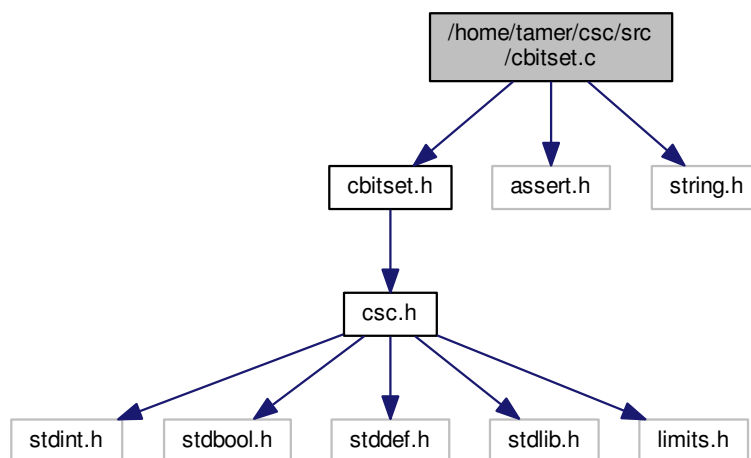 /home/tamer/csc/src
/cbitset.c
cbitset.h
assert.h
string.h
csc.h
stdint.h
stdbool.h
stddef.h
stdlib.h
limits.h